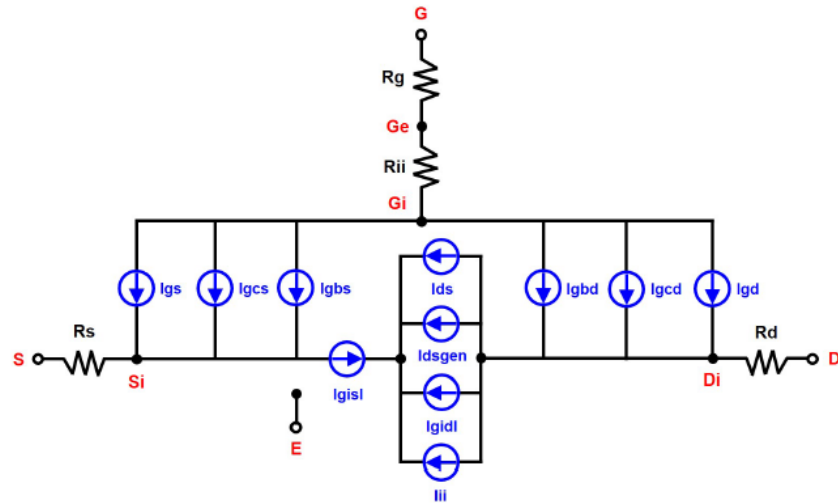 G
Rg
Ge
Rii
Gi
Igs
Igcs
Igbs
Ids
Igbd
Igcd
Igd
S
Rs
Si
Igisl
Idsgen
Di
Rd
D
E
Igidl
Iii